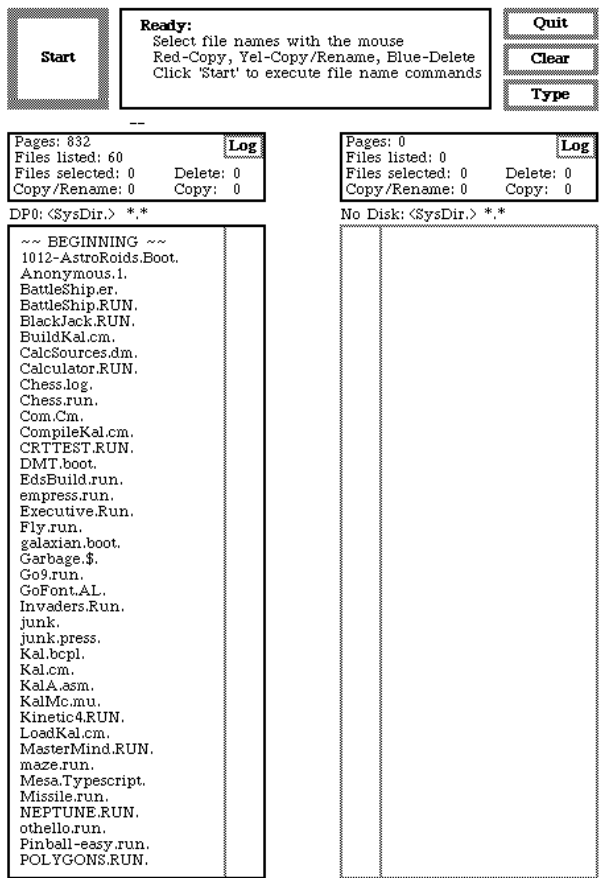 Start
Ready:
Select file names with the mouse
Red-Copy, Yel-Copy/Rename, Blue-Delete
Click 'Start' to execute file name commands
Quit
Clear
Type
Pages: 832
Files listed: 60
Files selected: 0 Delete: 0
Copy/Rename: 0 Copy: 0
Log
DP0: <SysDir.> *.*
~~ BEGINNING ~~
1012-AstroRoids.Boot.
Anonymous.1.
BattleShip.er.
BattleShip.RUN.
BlackJack.RUN.
BuildKal.cm.
CalcSources.dm.
Calculator.RUN.
Chess.log.
Chess.run.
Com.Cm.
CompileKal.cm.
CRTTEST.RUN.
DMT.boot.
EdsBuild.run.
empress.run.
Executive.Run.
Fly.run.
galaxian.boot.
Garbage.$.
Go9.run.
GoFont.AL.
Invaders.Run.
junk.
junk.press.
Kal.bcpl.
Kal.cm.
KalA.asm.
KalMc.mu.
Kinetic4.RUN.
LoadKal.cm.
MasterMind.RUN.
maze.run.
Mesa.Typescript.
Missile.run.
NEPTUNE.RUN.
othello.run.
Pinball-easy.run.
POLYGONS.RUN.
Pages: 0
Files listed: 0
Files selected: 0 Delete: 0
Copy/Rename: 0 Copy: 0
Log
No Disk: <SysDir.> *.*